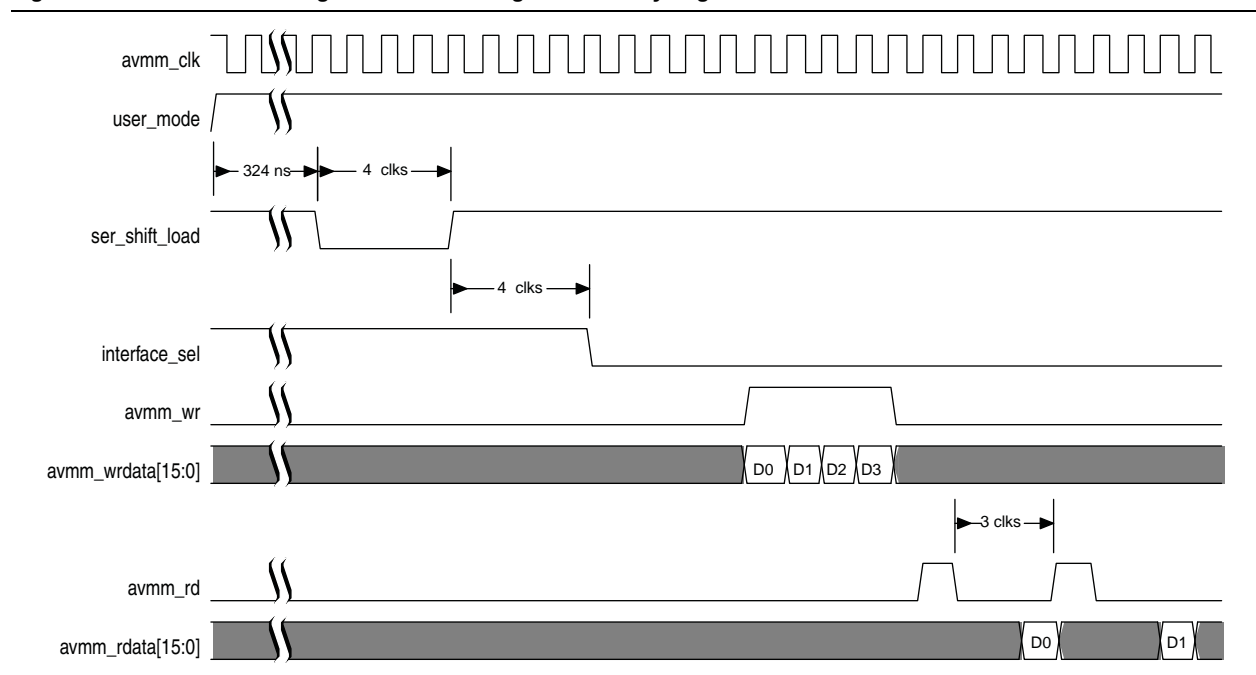 avmm_clk
user_mode
324 ns
4 clks
ser_shift_load
4 clks
interface_sel
avmm_wr
avmm_wrdata[15:0]
D0 D1 D2 D3
3 clks
avmm_rd
avmm_rdata[15:0]
D0 D1